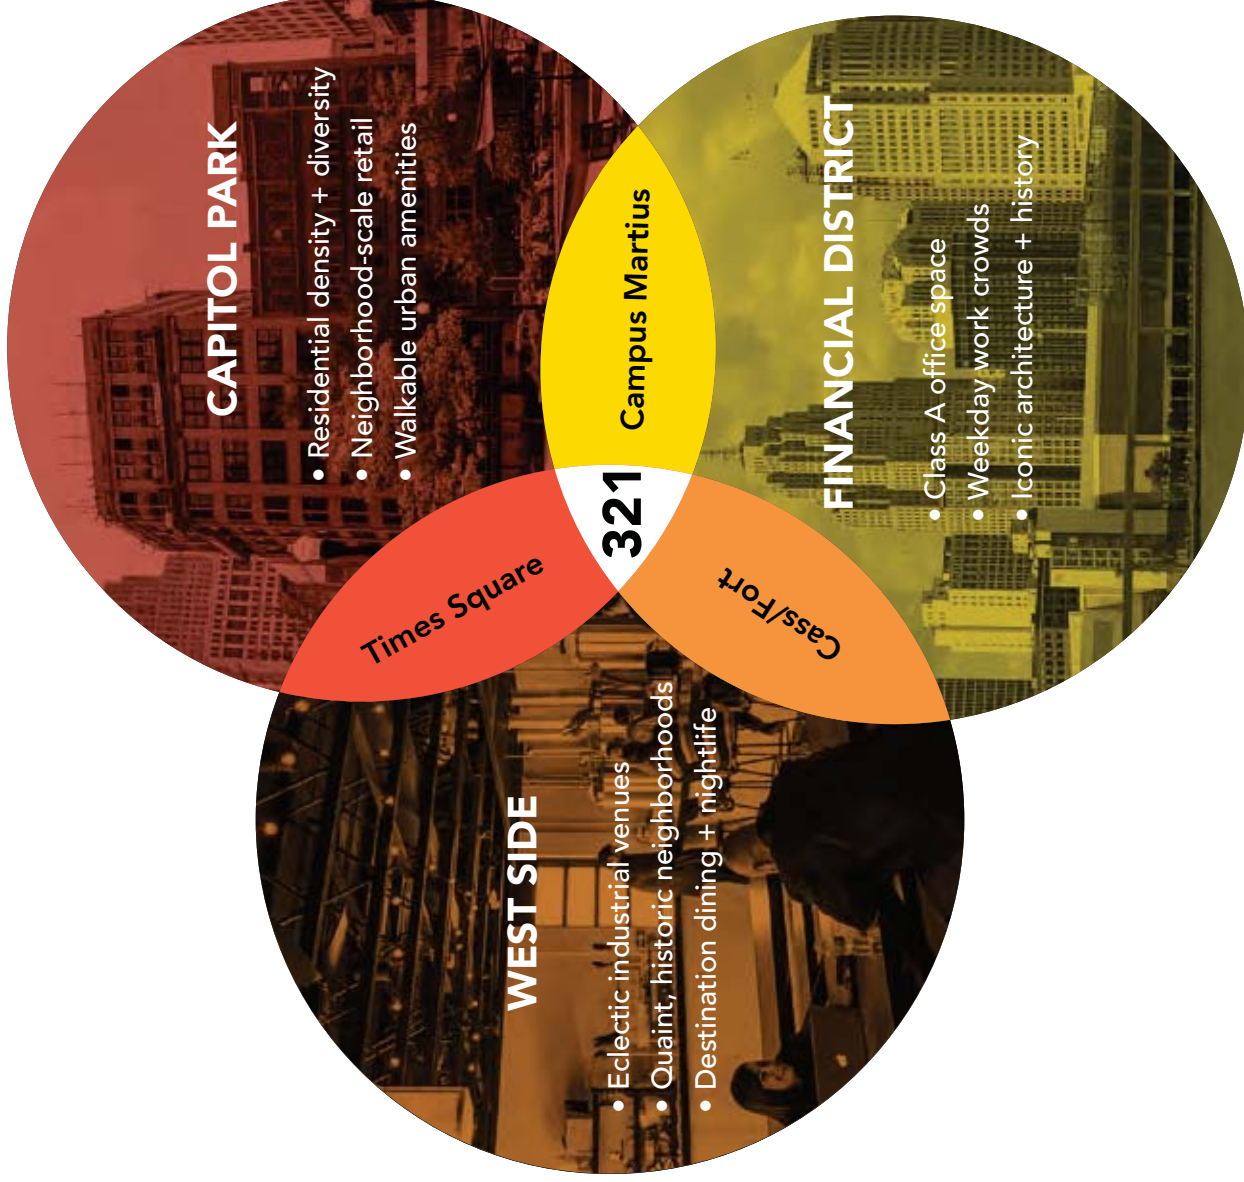 CAPITOL PARK
• Residential density + diversity
• Neighborhood-scale retail
• Walkable urban amenities
Times Square
Campus Martius
321
WEST SIDE
• Eclectic industrial venues
• Quaint, historic neighborhoods
• Destination dining + nightlife
Cass/Fort
FINANCIAL DISTRICT
• Class A office space
• Weekday work crowds
• Iconic architecture + history